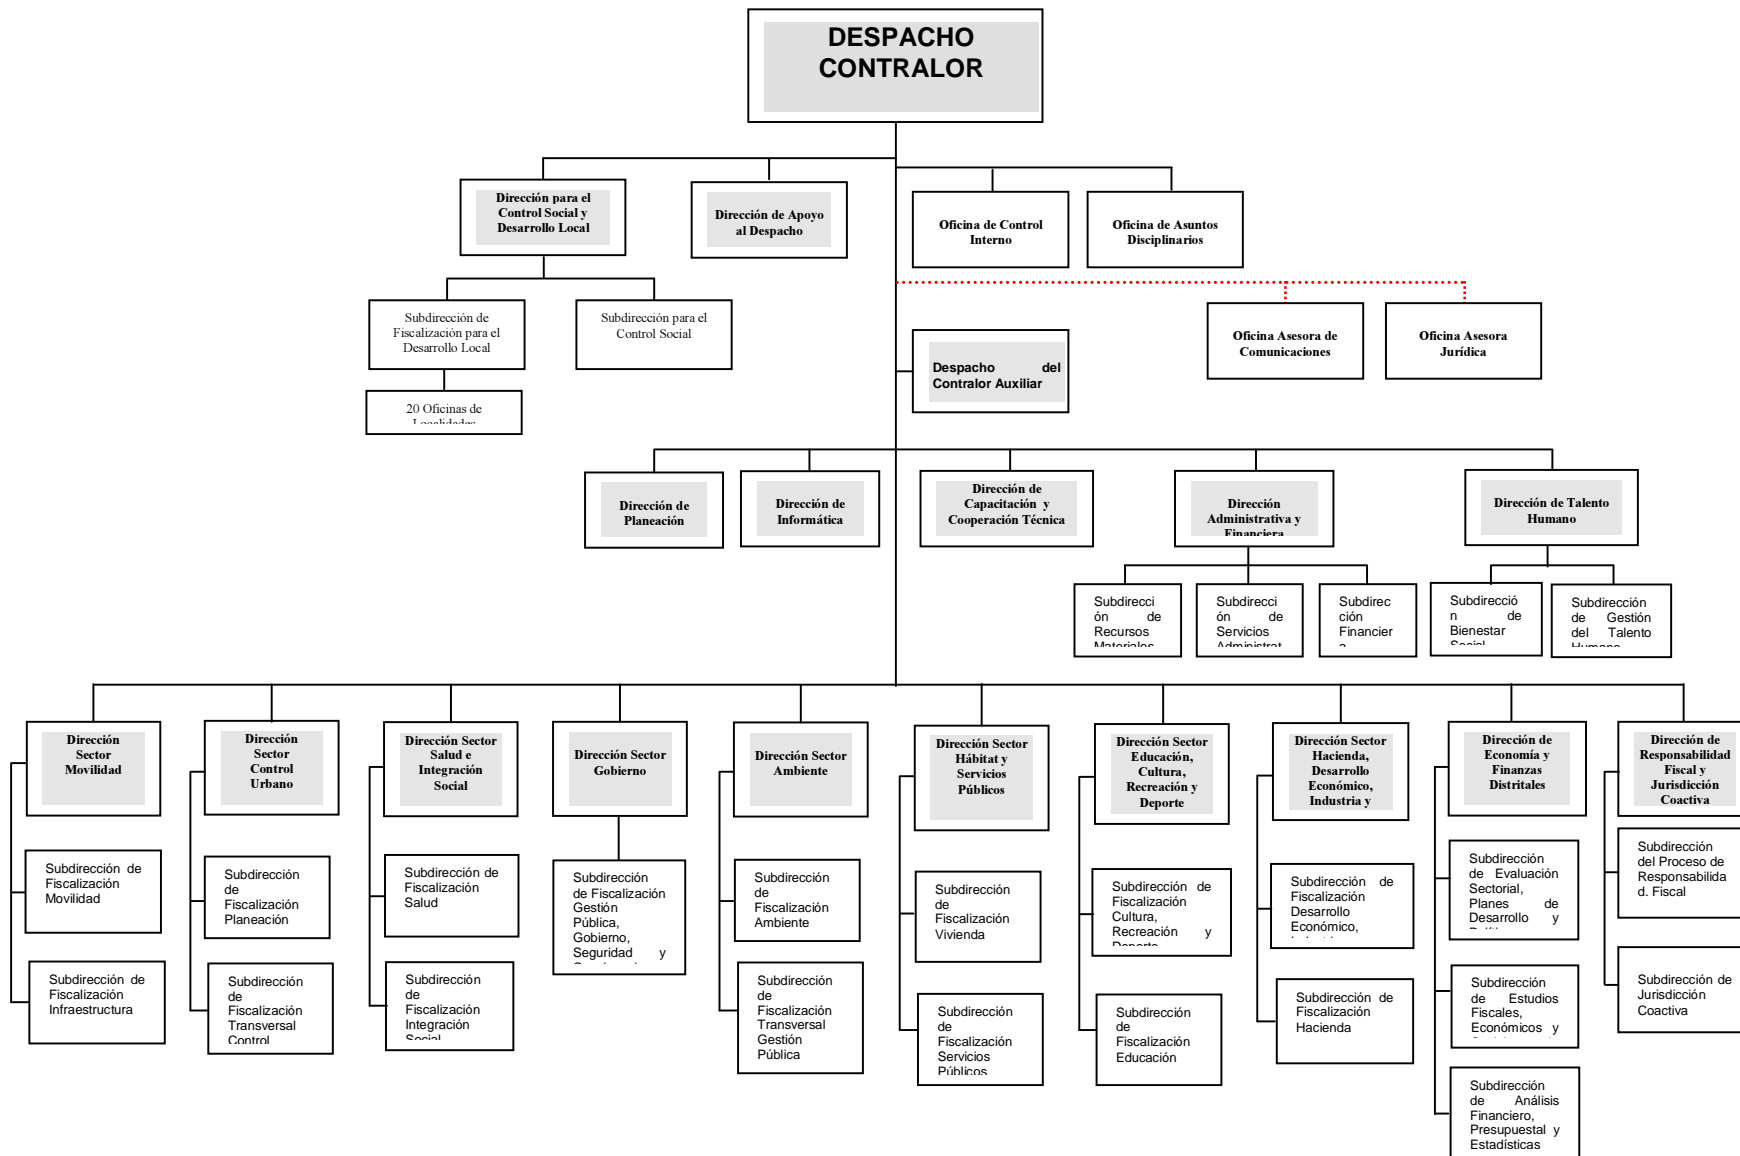 DESPACHO
CONTRALOR
Dirección para el
Control Social y
Desarrollo Local
Dirección de Apoyo
al Despacho
Oficina de Control
Interno
Oficina de Asuntos
Disciplinarios
Subdirección de
Fiscalización para el
Desarrollo Local
Subdirección para el
Control Social
Oficina Asesora de
Comunicaciones
Oficina Asesora
Jurídica
Despacho del
Contralor Auxiliar
20 Oficinas de
Localidades
Dirección de
Planeación
Dirección de
Informática
Dirección de
Capacitación y
Cooperación Técnica
Dirección
Administrativa y
Financiera
Dirección de Talento
Humano
Subdirecci
ón de
Recursos
Materiales
Subdirecci
ón de
Servicios
Administrat
Subdirec
ción
Financier
a
Subdirecció
n de
Bienestar
Social
Subdirección
de Gestión
del Talento
Humano
Dirección
Sector
Movilidad
Dirección
Sector
Control
Urbano
Dirección Sector
Salud e
Integración
Social
Dirección Sector
Gobierno
Dirección Sector
Ambiente
Dirección Sector
Hábitat y
Servicios
Públicos
Dirección Sector
Educación,
Cultura,
Recreación y
Deporte
Dirección Sector
Hacienda,
Desarrollo
Económico,
Industria y
Dirección de
Economía y
Finanzas
Distritales
Dirección de
Responsabilidad
Fiscal y
Jurisdicción
Coactiva
Subdirección de
Fiscalización
Movilidad
Subdirección
de
Fiscalización
Planeación
Subdirección de
Fiscalización
Salud
Subdirección
de Fiscalización
Gestión
Pública,
Gobierno,
Seguridad y
Subdirección
de
Fiscalización
Ambiente
Subdirección
de
Fiscalización
Vivienda
Subdirección de
Fiscalización
Cultura,
Recreación y
Deporte
Subdirección de
Fiscalización
Desarrollo
Económico,
Subdirección
de Evaluación
Sectorial,
Planes de
Desarrollo y
Subdirección
del Proceso de
Responsabilida
d. Fiscal
Subdirección de
Fiscalización
Infraestructura
Subdirección
de
Fiscalización
Transversal
Control
Subdirección
de
Fiscalización
Integración
Social
Subdirección
de
Fiscalización
Transversal
Gestión
Pública
Subdirección
de
Fiscalización
Servicios
Públicos
Subdirección
de
Fiscalización
Educación
Subdirección de
Fiscalización
Hacienda
Subdirección
de Estudios
Fiscales,
Económicos y
Subdirección de
Jurisdicción
Coactiva
Subdirección
de Análisis
Financiero,
Presupuestal y
Estadísticas